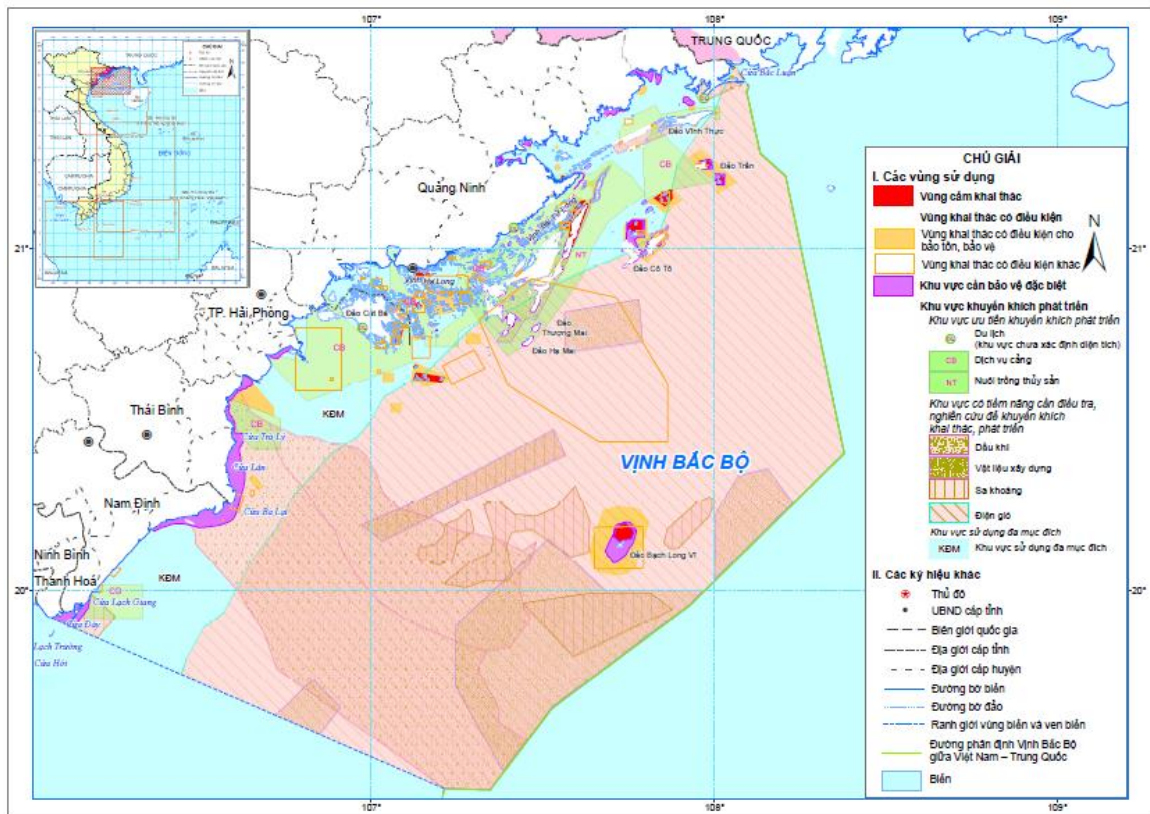 107°
108°
109°
TRUNG QUỐC
Cửa Bắc Luân
Đảo Vĩnh Thực
CB
Đảo Trần
Quảng Ninh
21°
21°
NT
Đảo Cô Tô
Hạ Long
TP. Hải Phòng
Đảo Cát Bà
Đảo
Thượng Mai
Đảo Hạ Mai
CB
KĐM
Thái Bình
CB
Cửa Trà Lý
VỊNH BẮC BỘ
Cửa Lân
Nam Định
Cửa Ba Lạt
Ninh Bình
Đảo Bạch Long Vĩ
Thanh Hoá
KĐM
20°
20°
CB
Cửa Lạch Giang
Cửa Đáy
Lạch Trường
Cửa Hới
107°
108°
109°
TRUNG QUỐC
BIỂN ĐÔNG
CHÚ GIẢI
I. Các vùng sử dụng
Vùng cấm khai thác
Vùng khai thác có điều kiện
Vùng khai thác có điều kiện cho
bảo tồn, bảo vệ
Vùng khai thác có điều kiện khác
Khu vực cần bảo vệ đặc biệt
Khu vực khuyến khích phát triển
Khu vực ưu tiên khuyến khích phát triển
Du lịch
(khu vực chưa xác định diện tích)
CB
Dịch vụ cảng
NT
Nuôi trồng thủy sản
Khu vực có tiềm năng cần điều tra,
nghiên cứu để khuyến khích
khai thác, phát triển
Dầu khí
Vật liệu xây dựng
Sa khoáng
Điện gió
Khu vực sử dụng đa mục đích
KĐM
Khu vực sử dụng đa mục đích
II. Các ký hiệu khác
Thủ đô
UBND cấp tỉnh
Biên giới quốc gia
Địa giới cấp tỉnh
Địa giới cấp huyện
Đường bờ biển
Đường bờ đảo
Ranh giới vùng biển và ven biển
Đường phân định Vịnh Bắc Bộ
giữa Việt Nam – Trung Quốc
Biển
N